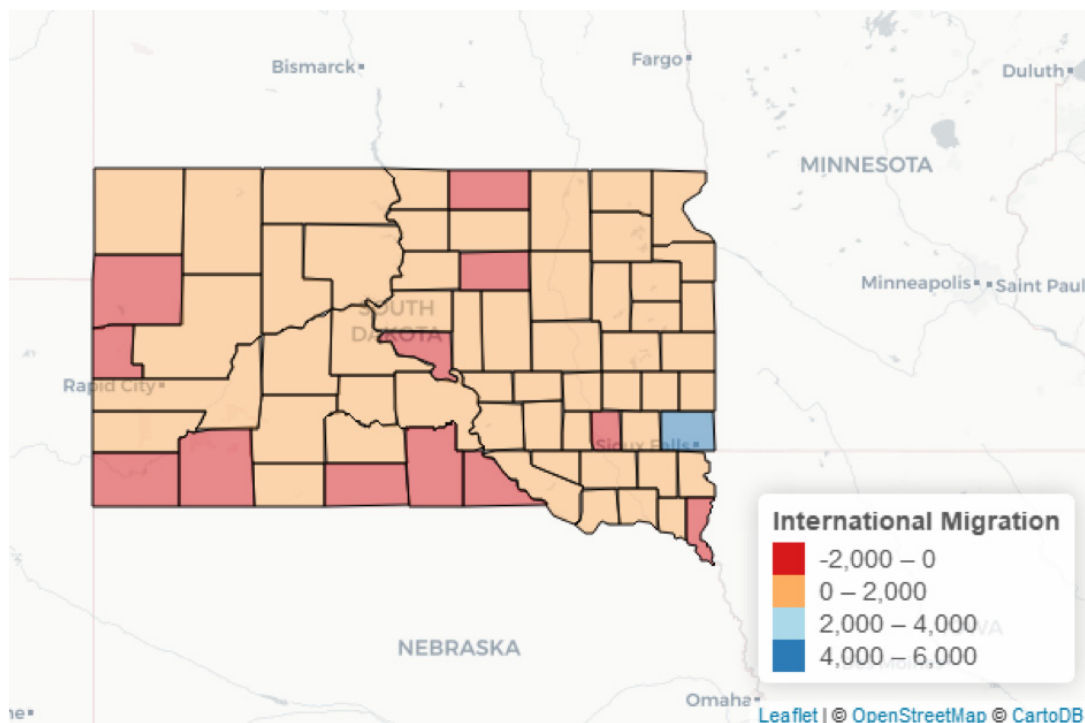 Bismarck
Fargo
Duluth
MINNESOTA
Minneapolis
Saint Paul
SOUTH
DAKOTA
Rapid City
Sioux Falls
International Migration
-2,000 – 0
0 – 2,000
2,000 – 4,000
4,000 – 6,000
NEBRASKA
Omaha
Leaflet | © OpenStreetMap © CartoDB